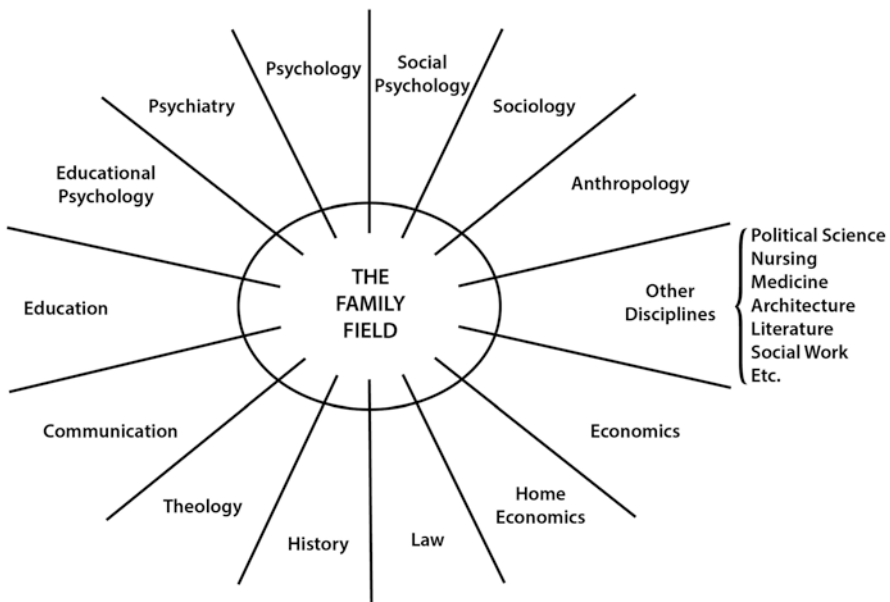 Psychology
Social
Psychology
Sociology
Anthropology
Other
Disciplines
Political Science
Nursing
Medicine
Architecture
Literature
Social Work
Etc.
Economics
Home
Economics
Law
History
Theology
Communication
Education
Educational
Psychology
Psychiatry
THE
FAMILY
FIELD